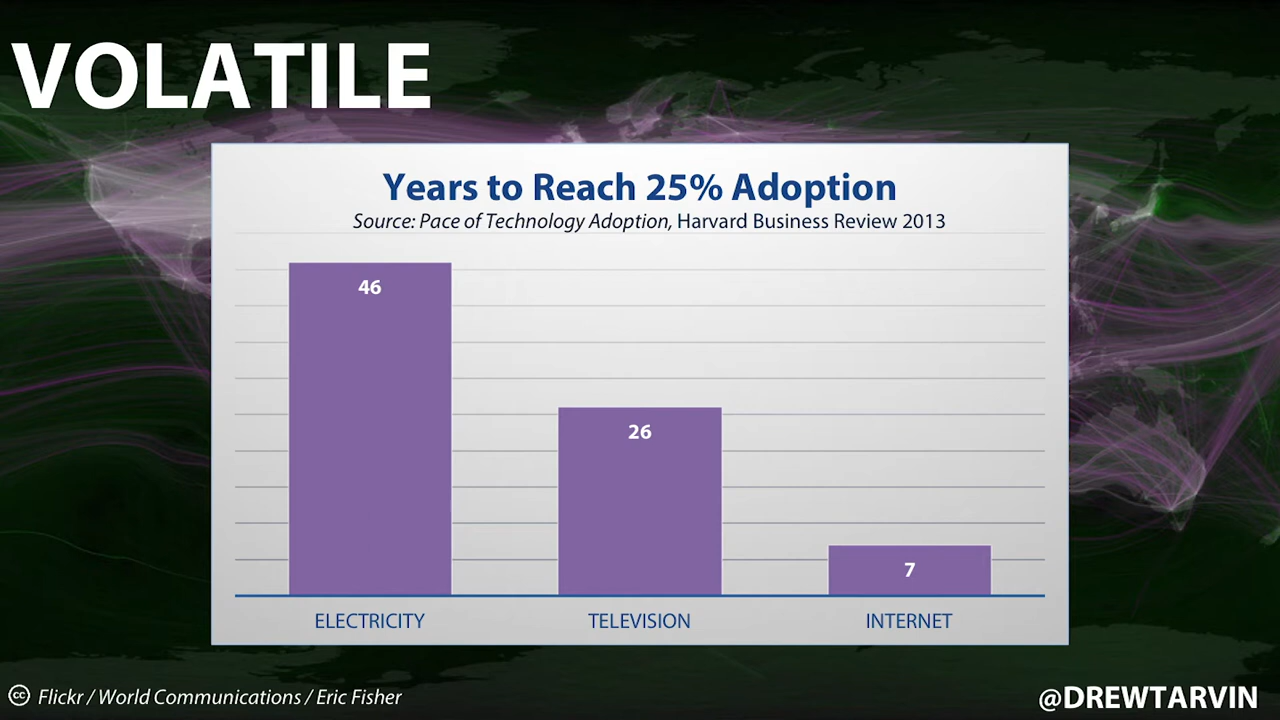 VOLATILE
Years to Reach 25% Adoption
Source: Pace of Technology Adoption, Harvard Business Review 2013
46
26
7
ELECTRICITY
TELEVISION
INTERNET
cc Flickr / World Communications / Eric Fisher
@DREWTARVIN